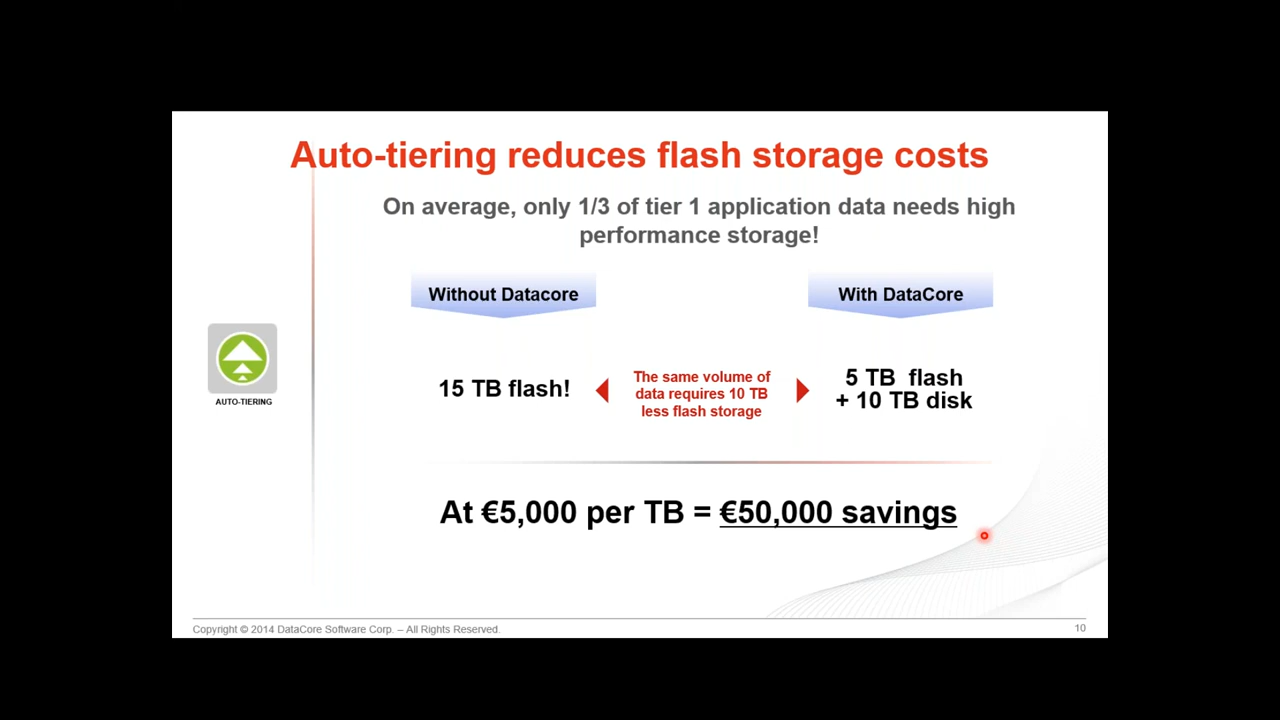 Auto-tiering reduces flash storage costs
On average, only 1/3 of tier 1 application data needs high
performance storage!
Without Datacore
With DataCore
AUTO-TIERING
15 TB flash!
The same volume of
data requires 10 TB
less flash storage
5 TB flash
+ 10 TB disk
At €5,000 per TB = €50,000 savings
Copyright © 2014 DataCore Software Corp. – All Rights Reserved.
10